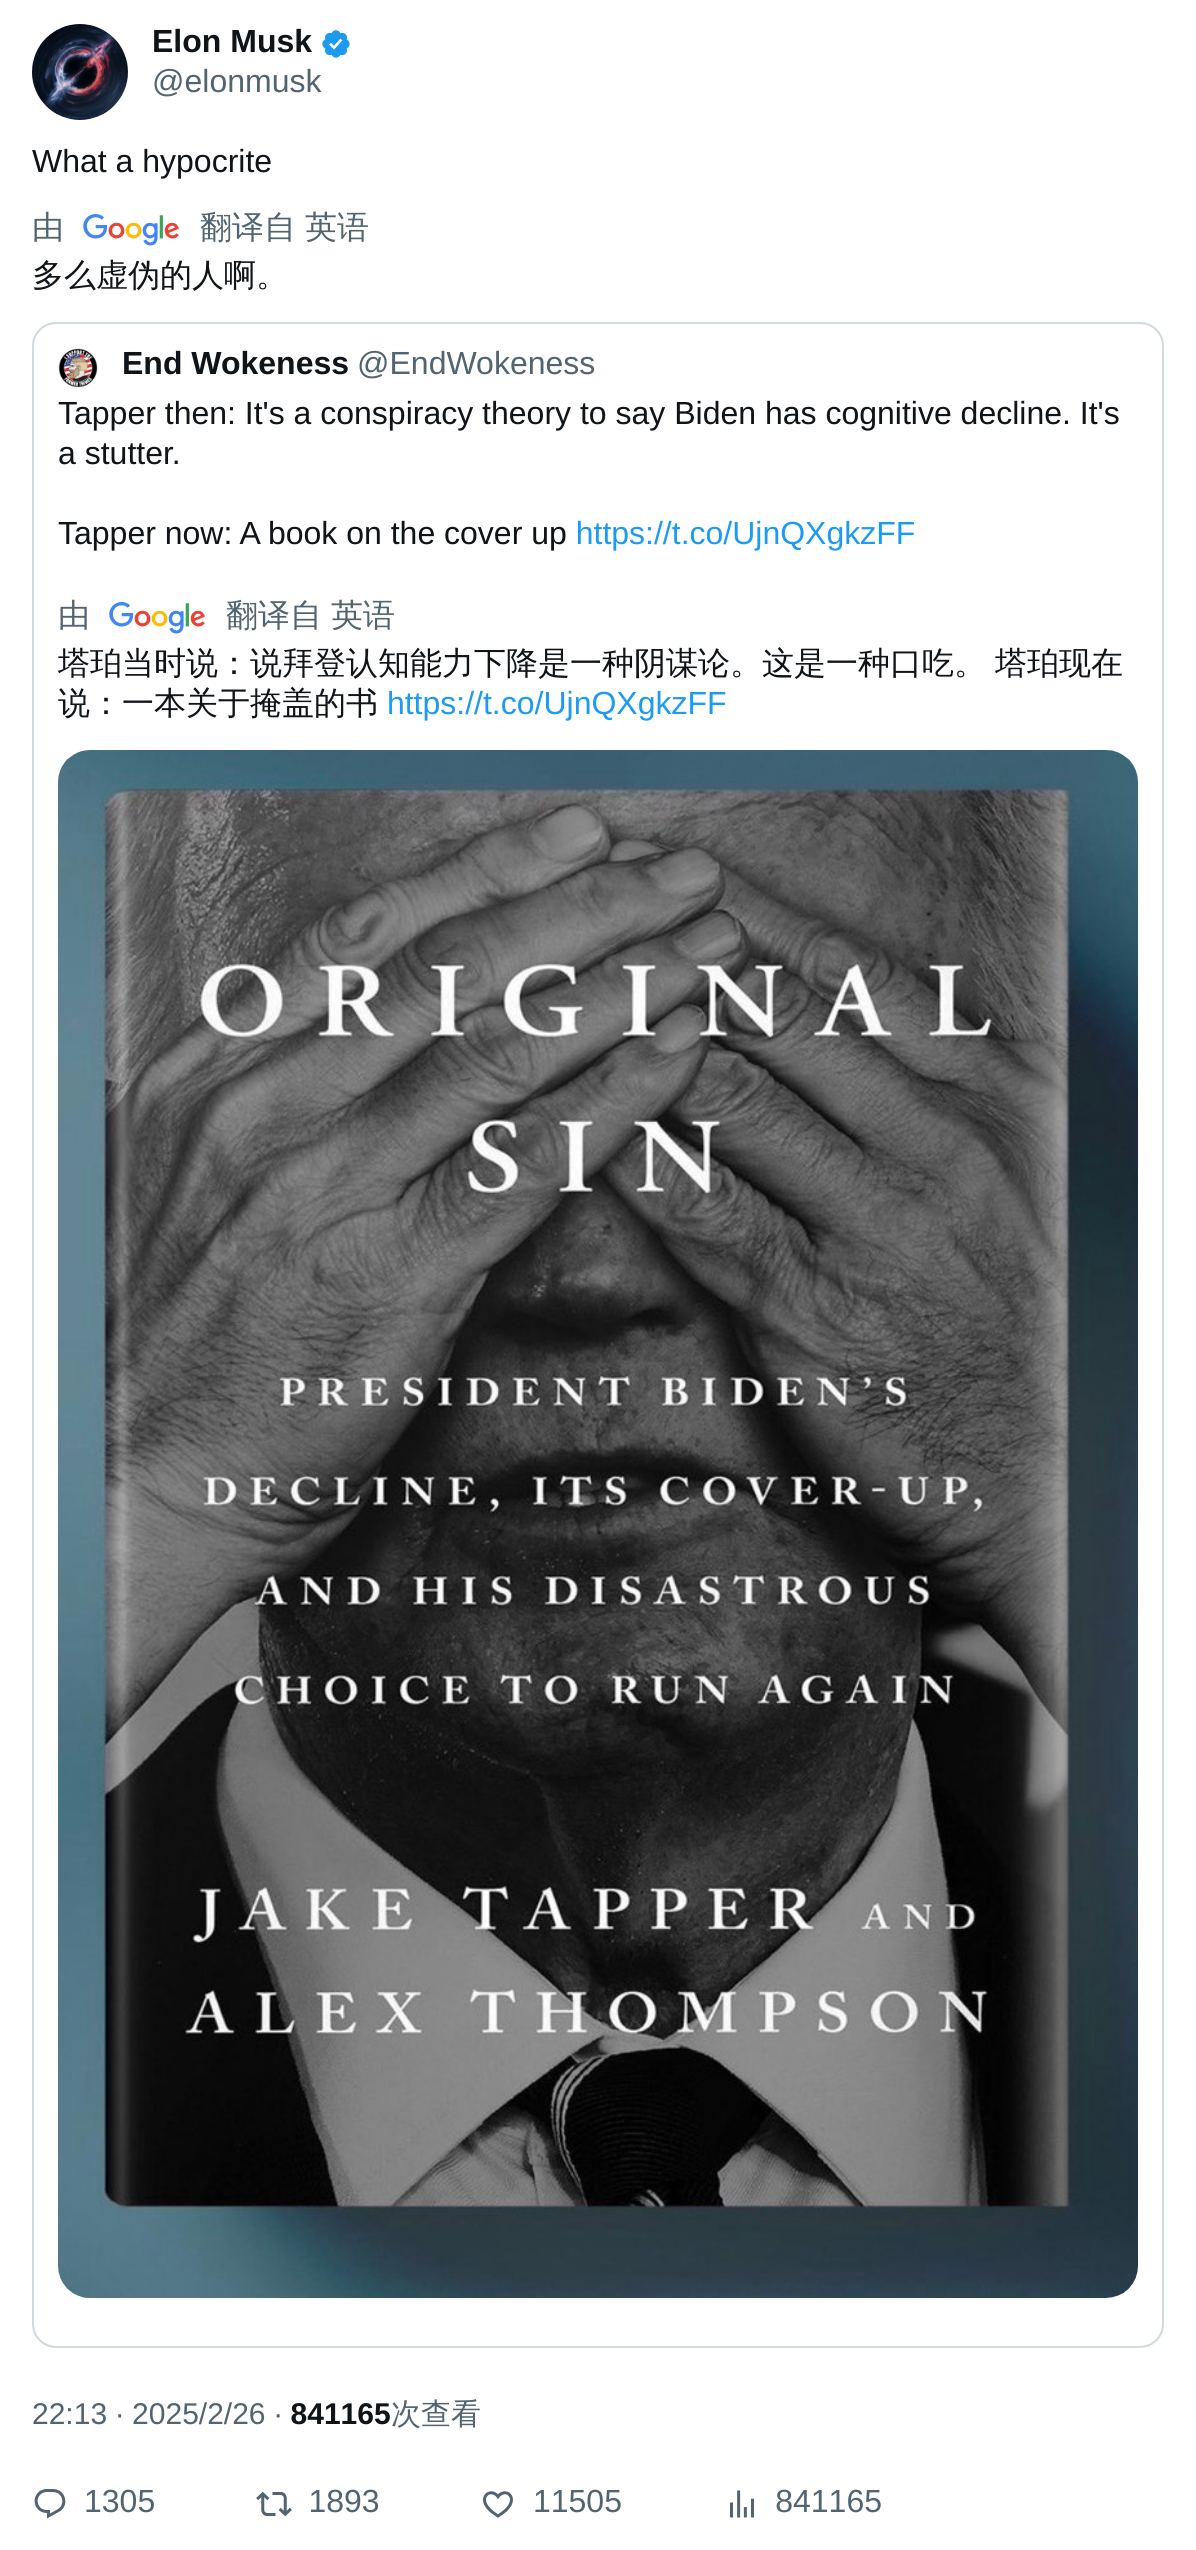 Elon Musk
@elonmusk
What a hypocrite
由 Google 翻译自 英语
多么虚伪的人啊。
End Wokeness @EndWokeness
Tapper then: It's a conspiracy theory to say Biden has cognitive decline. It's
a stutter.
Tapper now: A book on the cover up https://t.co/UjnQXgkzFF
由 Google 翻译自 英语
塔珀当时说：说拜登认知能力下降是一种阴谋论。这是一种口吃。 塔珀现在
说：一本关于掩盖的书 https://t.co/UjnQXgkzFF
ORIGINAL
SIN
PRESIDENT BIDEN’S
DECLINE, ITS COVER-UP,
AND HIS DISASTROUS
CHOICE TO RUN AGAIN
JAKE TAPPER AND
ALEX THOMPSON
22:13 · 2025/2/26 · 841165次查看
1305 1893 11505 841165